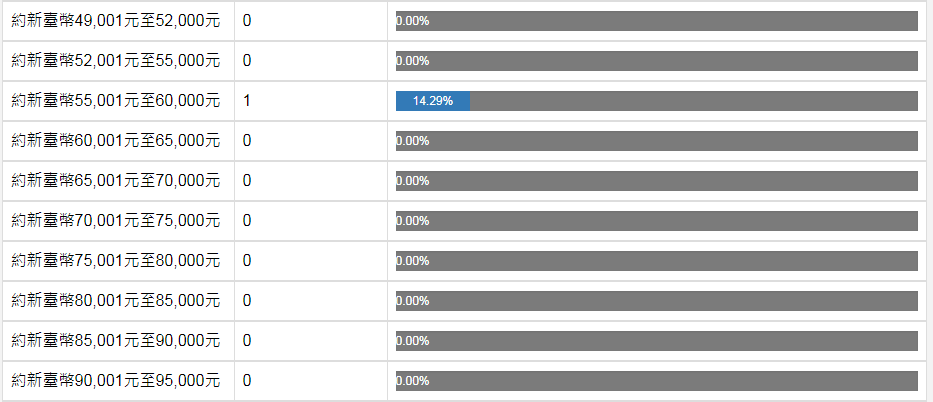 約新臺幣49,001元至52,000元 0 0.00%
約新臺幣52,001元至55,000元 0 0.00%
約新臺幣55,001元至60,000元 1 14.29%
約新臺幣60,001元至65,000元 0 0.00%
約新臺幣65,001元至70,000元 0 0.00%
約新臺幣70,001元至75,000元 0 0.00%
約新臺幣75,001元至80,000元 0 0.00%
約新臺幣80,001元至85,000元 0 0.00%
約新臺幣85,001元至90,000元 0 0.00%
約新臺幣90,001元至95,000元 0 0.00%